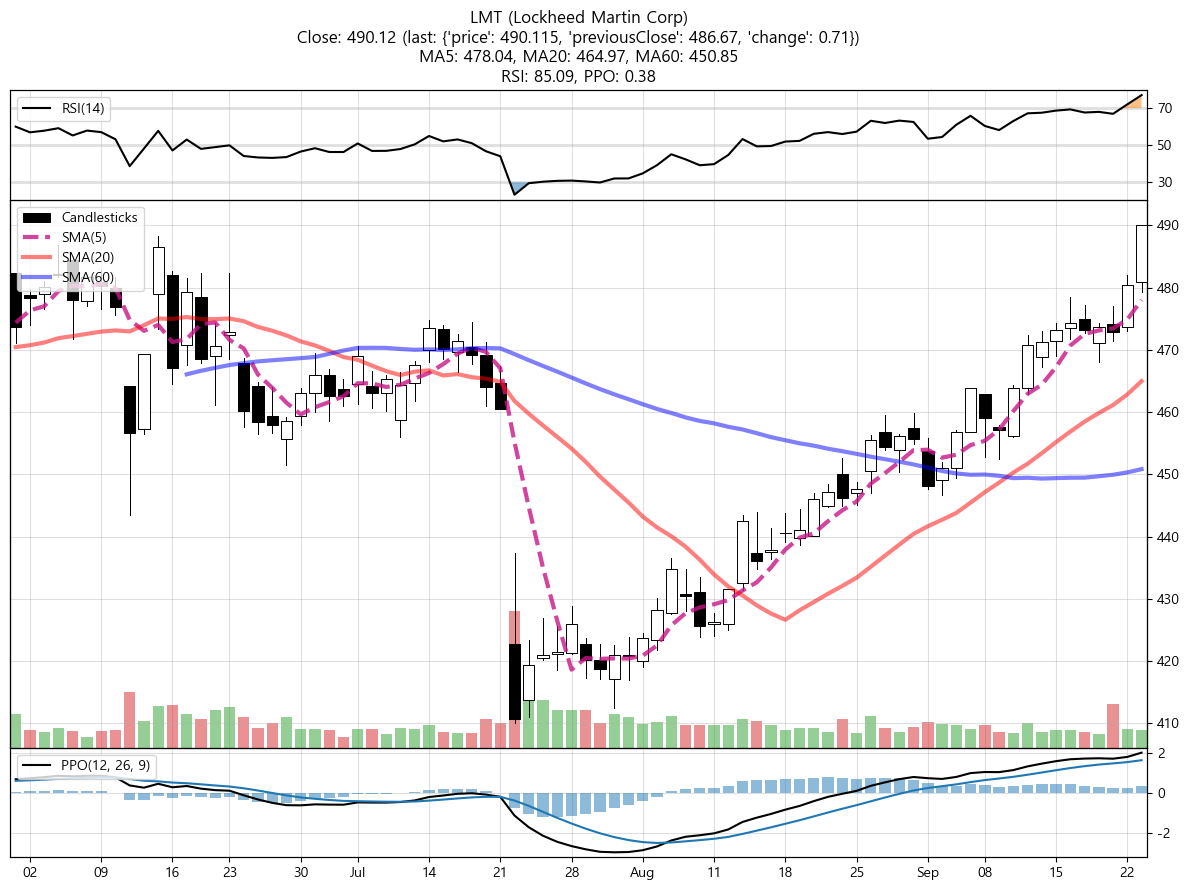 LMT (Lockheed Martin Corp)
Close: 490.12 (last: {'price': 490.115, 'previousClose': 486.67, 'change': 0.71})
MA5: 478.04, MA20: 464.97, MA60: 450.85
RSI: 85.09, PPO: 0.38
RSI(14)
70
50
30
Candlesticks
SMA(5)
SMA(20)
SMA(60)
490
480
470
460
450
440
430
420
410
PPO(12, 26, 9)
2
0
-2
02 09 16 23 30 Jul 14 21 28 Aug 11 18 25 Sep 08 15 22